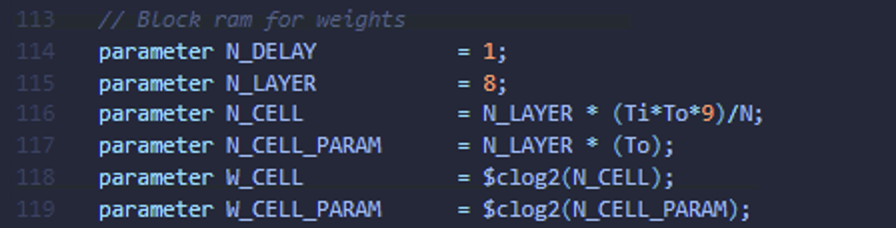 113 // Block ram for weights
114 parameter N_DELAY = 1;
115 parameter N_LAYER = 8;
116 parameter N_CELL = N_LAYER * (Ti*To*9)/N;
117 parameter N_CELL_PARAM = N_LAYER * (To);
118 parameter W_CELL = $clog2(N_CELL);
119 parameter W_CELL_PARAM = $clog2(N_CELL_PARAM);